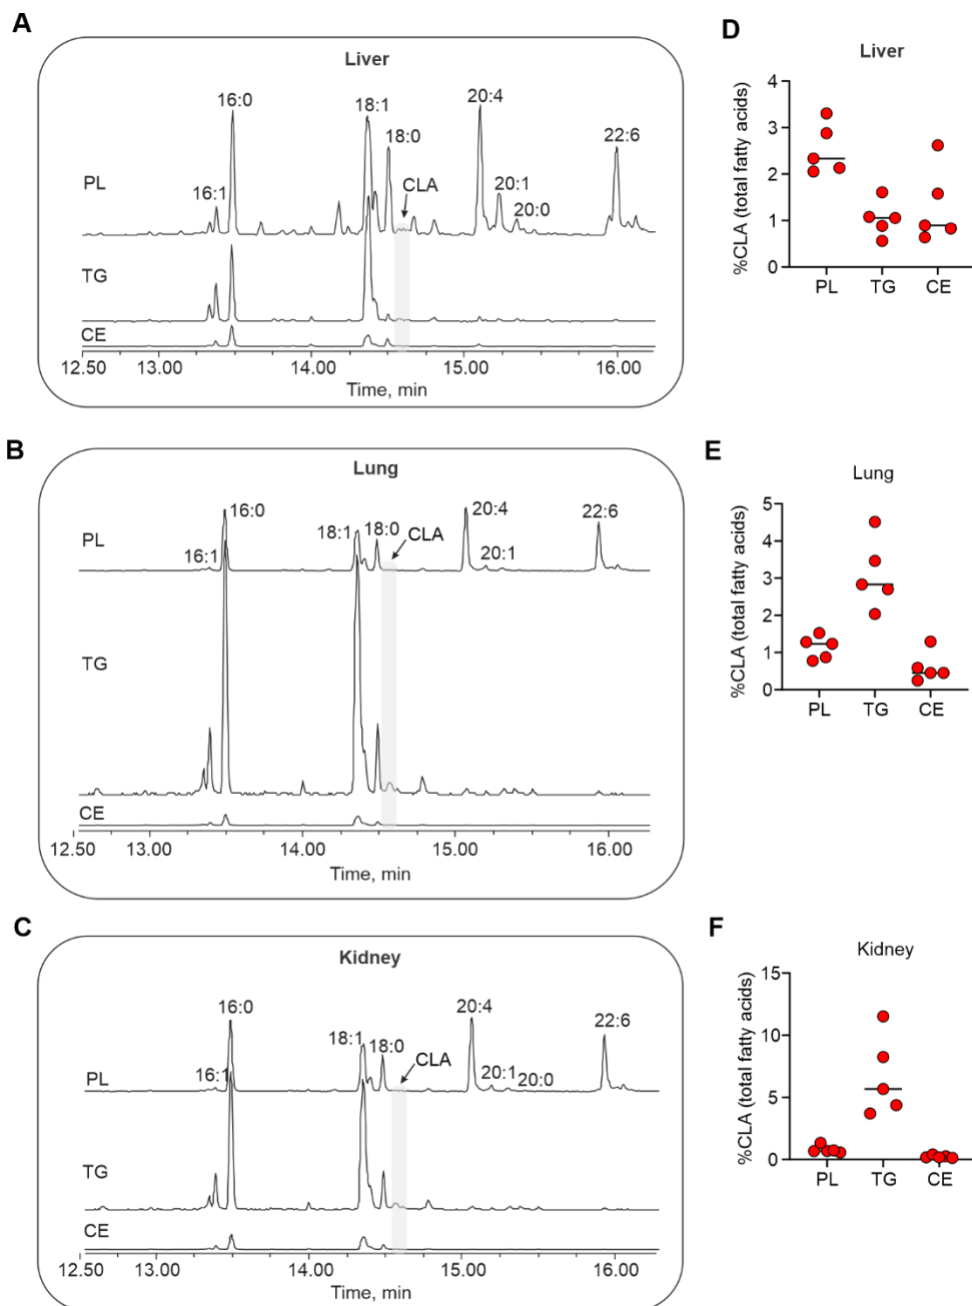 A
Liver
16:0
18:1
18:0
20:4
22:6
16:1
CLA
20:1
20:0
PL
TG
CE
12.50 13.00 14.00 15.00 16.00
Time, min
D
Liver
%CLA (total fatty acids)
4
3
2
1
0
PL TG CE
B
Lung
16:0
16:1
18:1 18:0
CLA
20:4
20:1
22:6
PL
TG
CE
12.50 13.00 14.00 15.00 16.00
Time, min
E
Lung
%CLA (total fatty acids)
5
4
3
2
1
0
PL TG CE
C
Kidney
16:0
16:1
18:1 18:0
CLA
20:4
20:1
20:0
22:6
PL
TG
CE
12.50 13.00 14.00 15.00 16.00
Time, min
F
Kidney
%CLA (total fatty acids)
15
10
5
0
PL TG CE